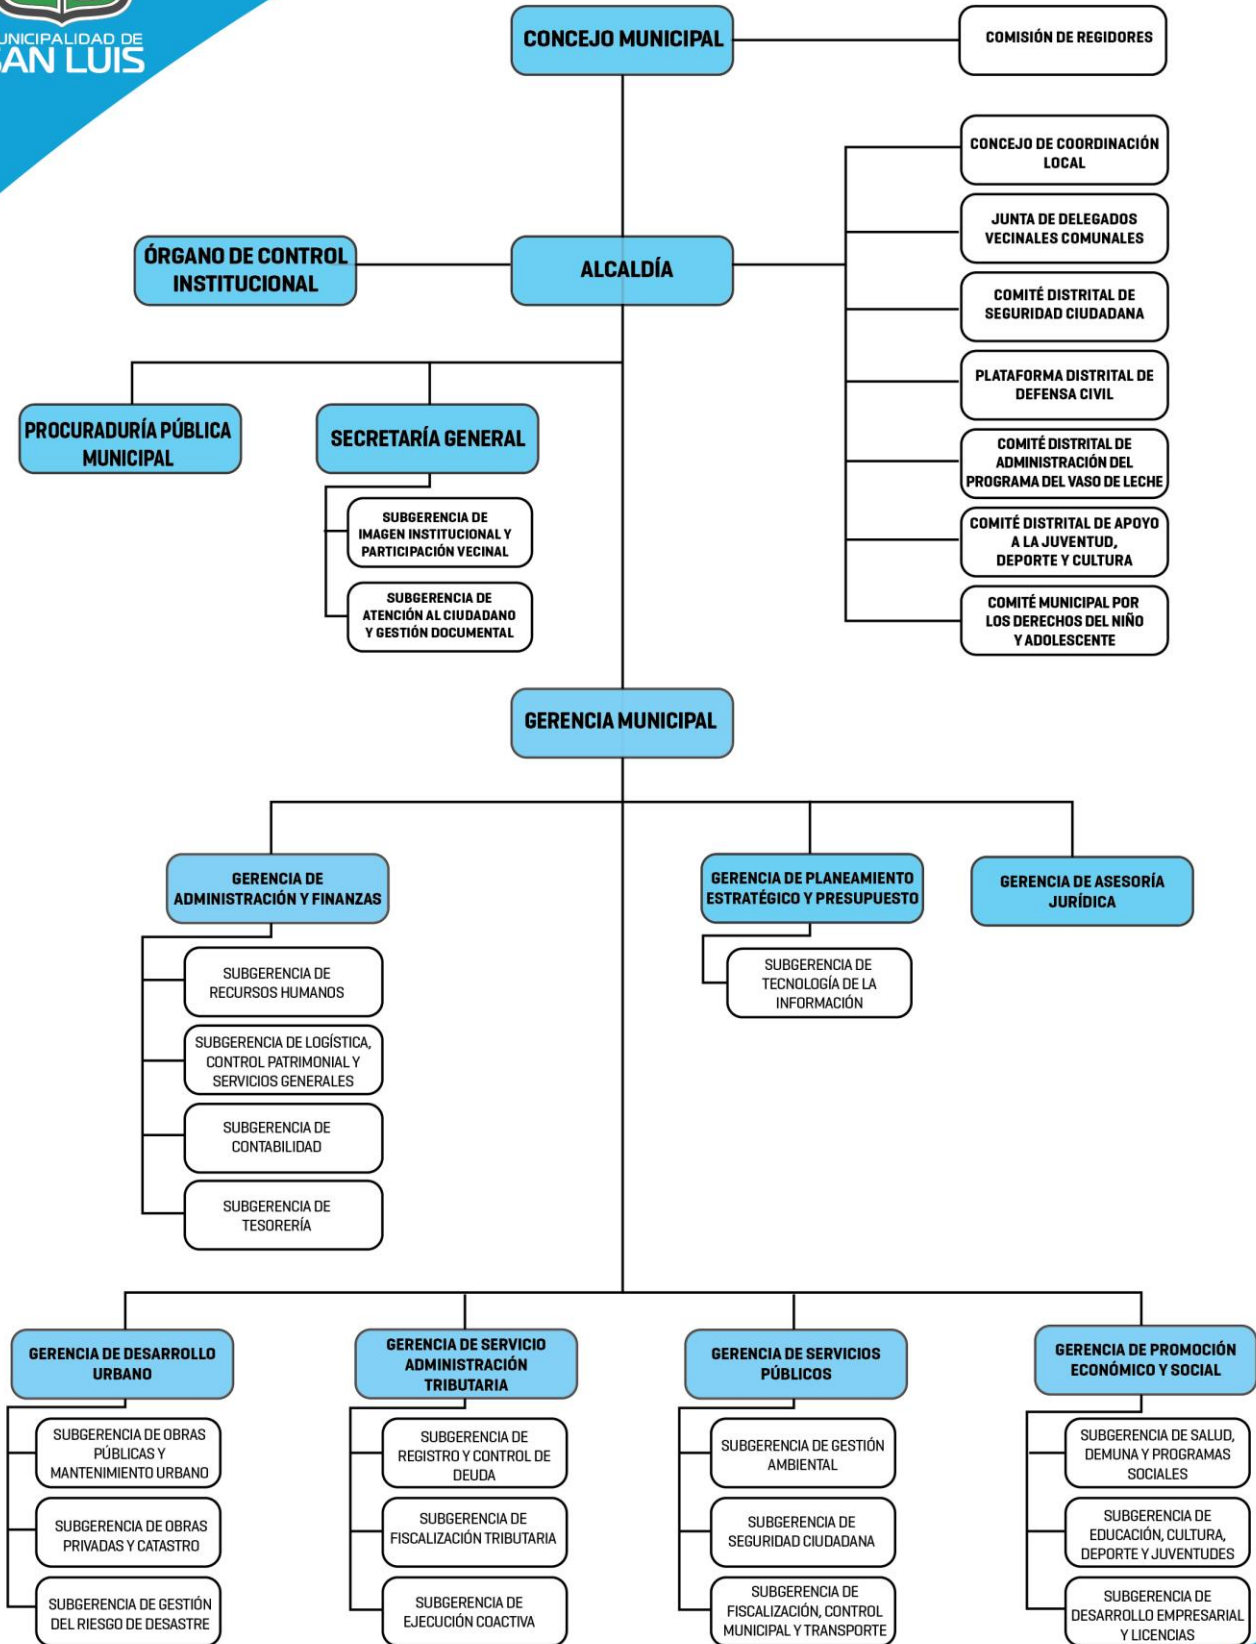 MUNICIPALIDAD DE
SAN LUIS
CONCEJO MUNICIPAL
COMISIÓN DE REGIDORES
CONCEJO DE COORDINACIÓN
LOCAL
JUNTA DE DELEGADOS
VECINALES COMUNALES
ÓRGANO DE CONTROL
INSTITUCIONAL
ALCALDÍA
COMITÉ DISTRITAL DE
SEGURIDAD CIUDADANA
PLATAFORMA DISTRITAL DE
DEFENSA CIVIL
COMITÉ DISTRITAL DE
ADMINISTRACIÓN DEL
PROGRAMA DEL VASO DE LECHE
COMITÉ DISTRITAL DE APOYO
A LA JUVENTUD,
DEPORTE Y CULTURA
COMITÉ MUNICIPAL POR
LOS DERECHOS DEL NIÑO
Y ADOLESCENTE
PROCURADURÍA PÚBLICA
MUNICIPAL
SECRETARÍA GENERAL
SUBGERENCIA DE
IMAGEN INSTITUCIONAL Y
PARTICIPACIÓN VECINAL
SUBGERENCIA DE
ATENCIÓN AL CIUDADANO
Y GESTIÓN DOCUMENTAL
GERENCIA MUNICIPAL
GERENCIA DE
ADMINISTRACIÓN Y FINANZAS
SUBGERENCIA DE
RECURSOS HUMANOS
SUBGERENCIA DE LOGÍSTICA,
CONTROL PATRIMONIAL Y
SERVICIOS GENERALES
SUBGERENCIA DE
CONTABILIDAD
SUBGERENCIA DE
TESORERÍA
GERENCIA DE PLANEAMIENTO
ESTRATÉGICO Y PRESUPUESTO
SUBGERENCIA DE
TECNOLOGÍA DE LA
INFORMACIÓN
GERENCIA DE ASESORÍA
JURÍDICA
GERENCIA DE DESARROLLO
URBANO
SUBGERENCIA DE OBRAS
PÚBLICAS Y
MANTENIMIENTO URBANO
SUBGERENCIA DE OBRAS
PRIVADAS Y CATASTRO
SUBGERENCIA DE GESTIÓN
DEL RIESGO DE DESASTRE
GERENCIA DE SERVICIO
ADMINISTRACIÓN
TRIBUTARIA
SUBGERENCIA DE
REGISTRO Y CONTROL DE
DEUDA
SUBGERENCIA DE
FISCALIZACIÓN TRIBUTARIA
SUBGERENCIA DE
EJECUCIÓN COACTIVA
GERENCIA DE SERVICIOS
PÚBLICOS
SUBGERENCIA DE GESTIÓN
AMBIENTAL
SUBGERENCIA DE
SEGURIDAD CIUDADANA
SUBGERENCIA DE
FISCALIZACIÓN, CONTROL
MUNICIPAL Y TRANSPORTE
GERENCIA DE PROMOCIÓN
ECONÓMICO Y SOCIAL
SUBGERENCIA DE SALUD,
DEMUNA Y PROGRAMAS
SOCIALES
SUBGERENCIA DE
EDUCACIÓN, CULTURA,
DEPORTE Y JUVENTUDES
SUBGERENCIA DE
DESARROLLO EMPRESARIAL
Y LICENCIAS